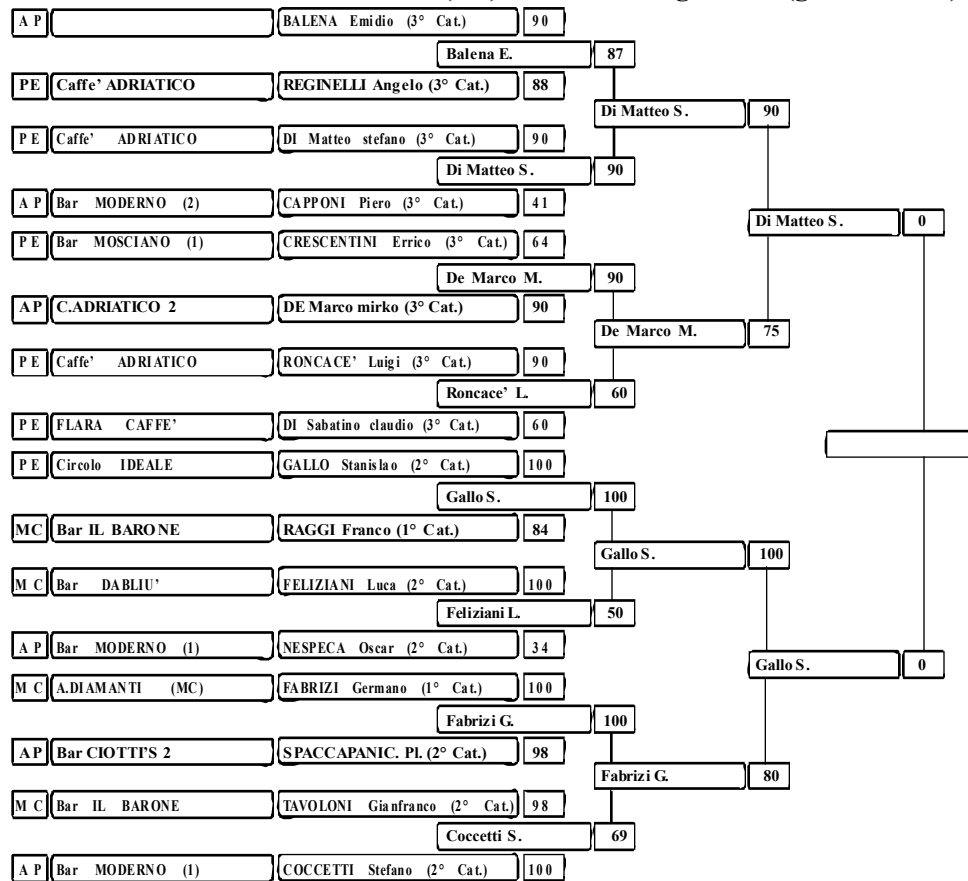 A P BALENA Emidio (3° Cat.) 90
Balena E. 87
PE Caffe' ADRIATICO REGINELLI Angelo (3° Cat.) 88
Di Matteo S. 90
P E Caffe' ADRIATICO DI Matteo stefano (3° Cat.) 90
Di Matteo S. 90
A P Bar MODERNO (2) CAPPONI Piero (3° Cat.) 41
Di Matteo S. 0
P E Bar MOSCIANO (1) CRESCENTINI Errico (3° Cat.) 64
De Marco M. 90
A P C.ADRIATICO 2 DE Marco mirko (3° Cat.) 90
De Marco M. 75
P E Caffe' ADRIATICO RONCACE' Luigi (3° Cat.) 90
Roncace' L. 60
P E FLARA CAFFE' DI Sabatino claudio (3° Cat.) 60
P E Circolo IDEALE GALLO Stanislao (2° Cat.) 100
Gallo S. 100
MC Bar IL BARONE RAGGI Franco (1° Cat.) 84
Gallo S. 100
M C Bar DABLIU' FELIZIANI Luca (2° Cat.) 100
Feliziani L. 50
A P Bar MODERNO (1) NESPECA Oscar (2° Cat.) 34
Gallo S. 0
M C A.DIAMANTI (MC) FABRIZI Germano (1° Cat.) 100
Fabrizi G. 100
A P Bar CIOTTI'S 2 SPACCAPANIC. Pl. (2° Cat.) 98
Fabrizi G. 80
M C Bar IL BARONE TAVOLONI Gianfranco (2° Cat.) 98
Coccetti S. 69
A P Bar MODERNO (1) COCCETTI Stefano (2° Cat.) 100